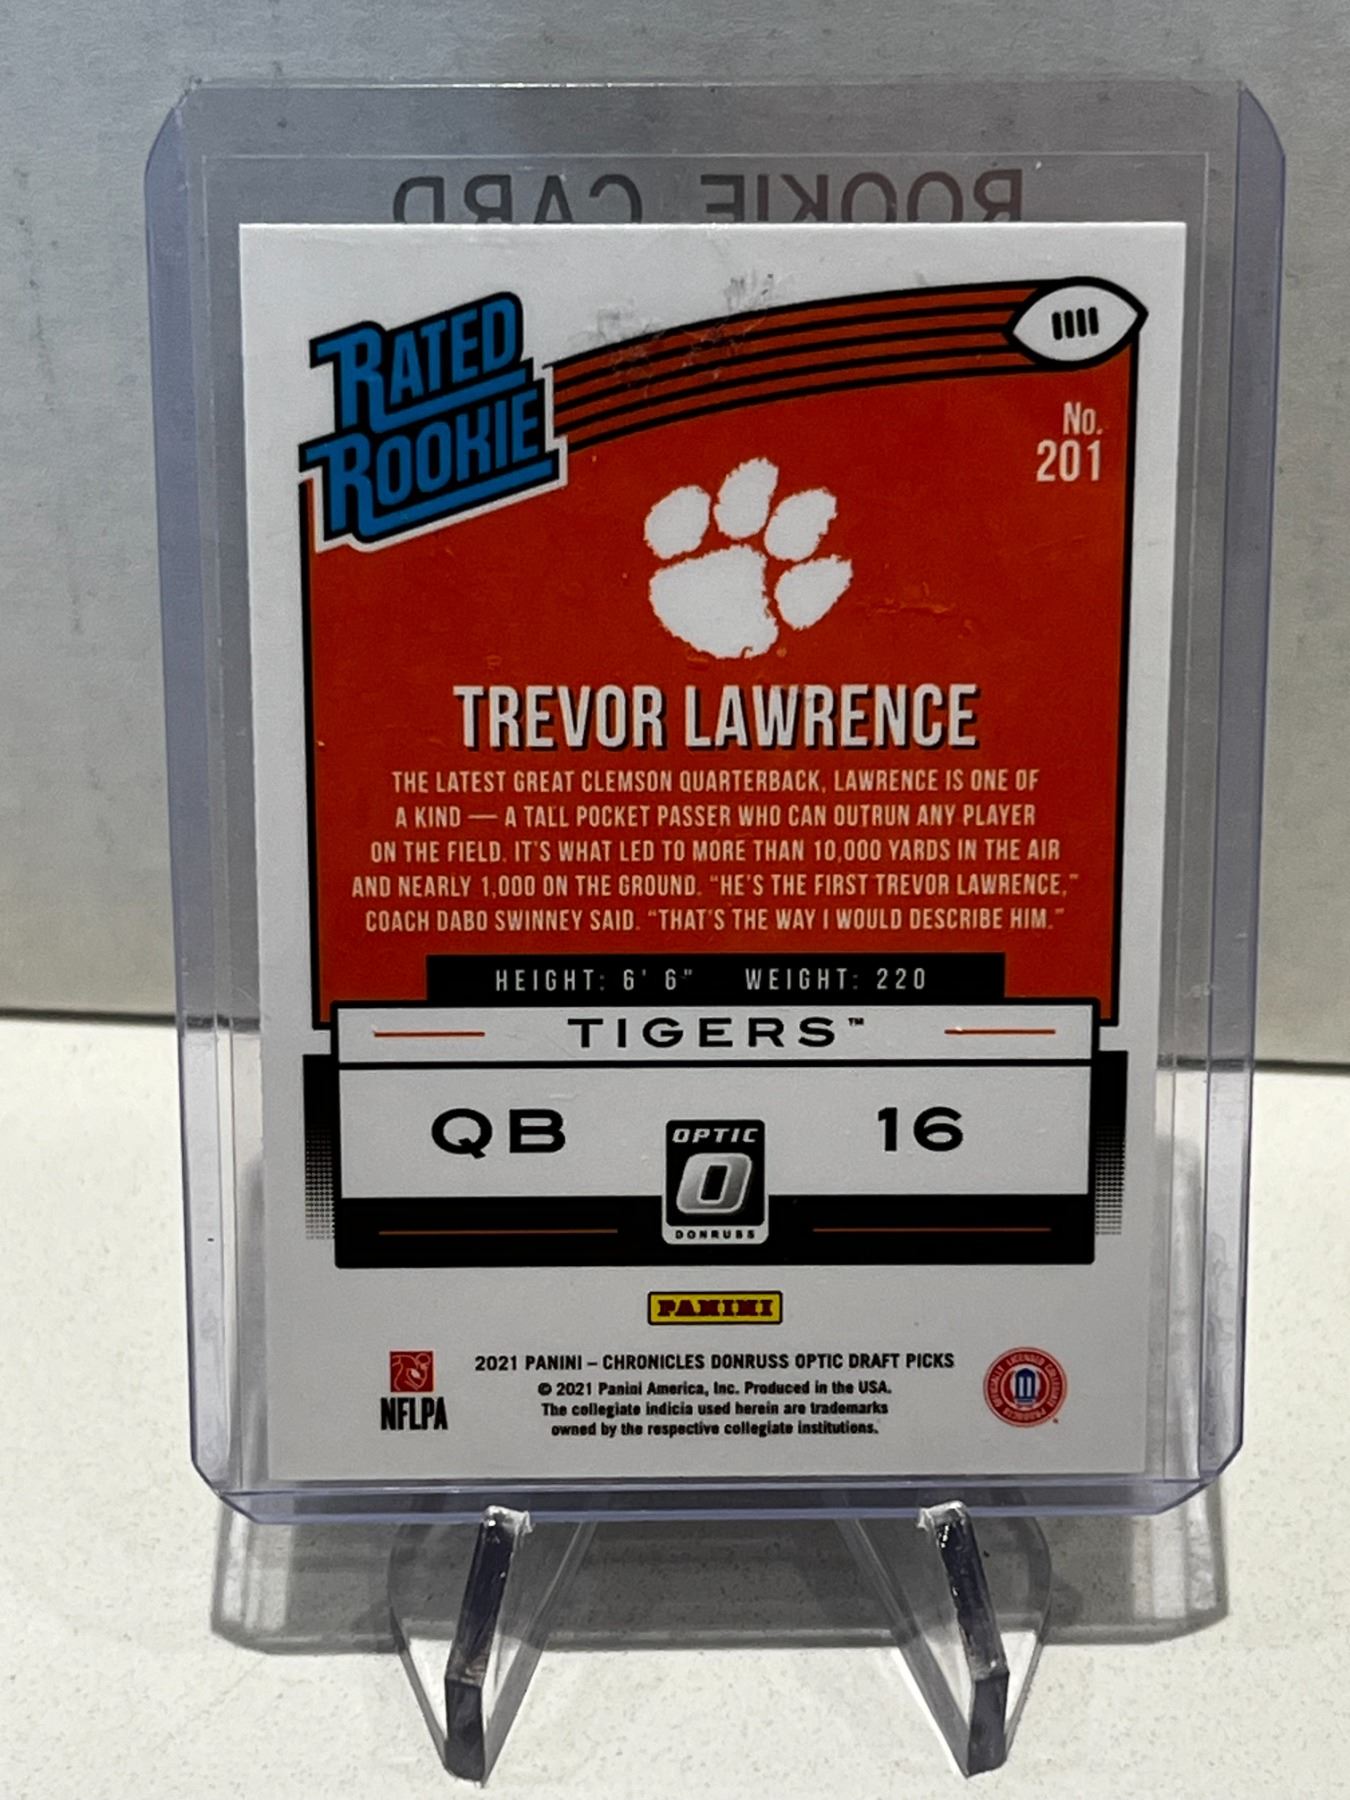 ROOKIE CARD
RATED
ROOKIE
No.
201
TREVOR LAWRENCE
THE LATEST GREAT CLEMSON QUARTERBACK, LAWRENCE IS ONE OF
A KIND — A TALL POCKET PASSER WHO CAN OUTRUN ANY PLAYER
ON THE FIELD. IT'S WHAT LED TO MORE THAN 10,000 YARDS IN THE AIR
AND NEARLY 1,000 ON THE GROUND. "HE'S THE FIRST TREVOR LAWRENCE,"
COACH DABO SWINNEY SAID. "THAT'S THE WAY I WOULD DESCRIBE HIM."
HEIGHT: 6' 6" WEIGHT: 220
TIGERS™
QB
16
OPTIC
O
DONRUSS
PANINI
NFLPA
2021 PANINI – CHRONICLES DONRUSS OPTIC DRAFT PICKS
© 2021 Panini America, Inc. Produced in the USA.
The collegiate indicia used herein are trademarks
owned by the respective collegiate institutions.
OFFICIALLY LICENSED COLLEGIATE PRODUCTS